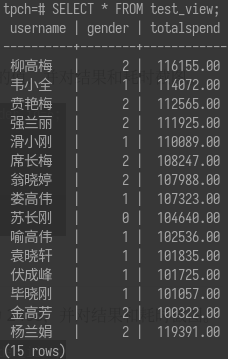 tpch=# SELECT * FROM test_view;
username | gender | totalspend
----------+--------+------------
柳高梅 | 2 | 116155.00
韦小全 | 1 | 114072.00
贲艳梅 | 2 | 112565.00
强兰丽 | 2 | 111925.00
滑小刚 | 1 | 110089.00
席长梅 | 2 | 108247.00
翁晓婷 | 2 | 107988.00
娄高伟 | 1 | 107323.00
苏长刚 | 0 | 104640.00
喻高伟 | 1 | 102536.00
袁晓轩 | 1 | 101835.00
伏成峰 | 1 | 101725.00
毕晓刚 | 1 | 101057.00
金高芳 | 2 | 100322.00
杨兰娟 | 2 | 119391.00
(15 rows)